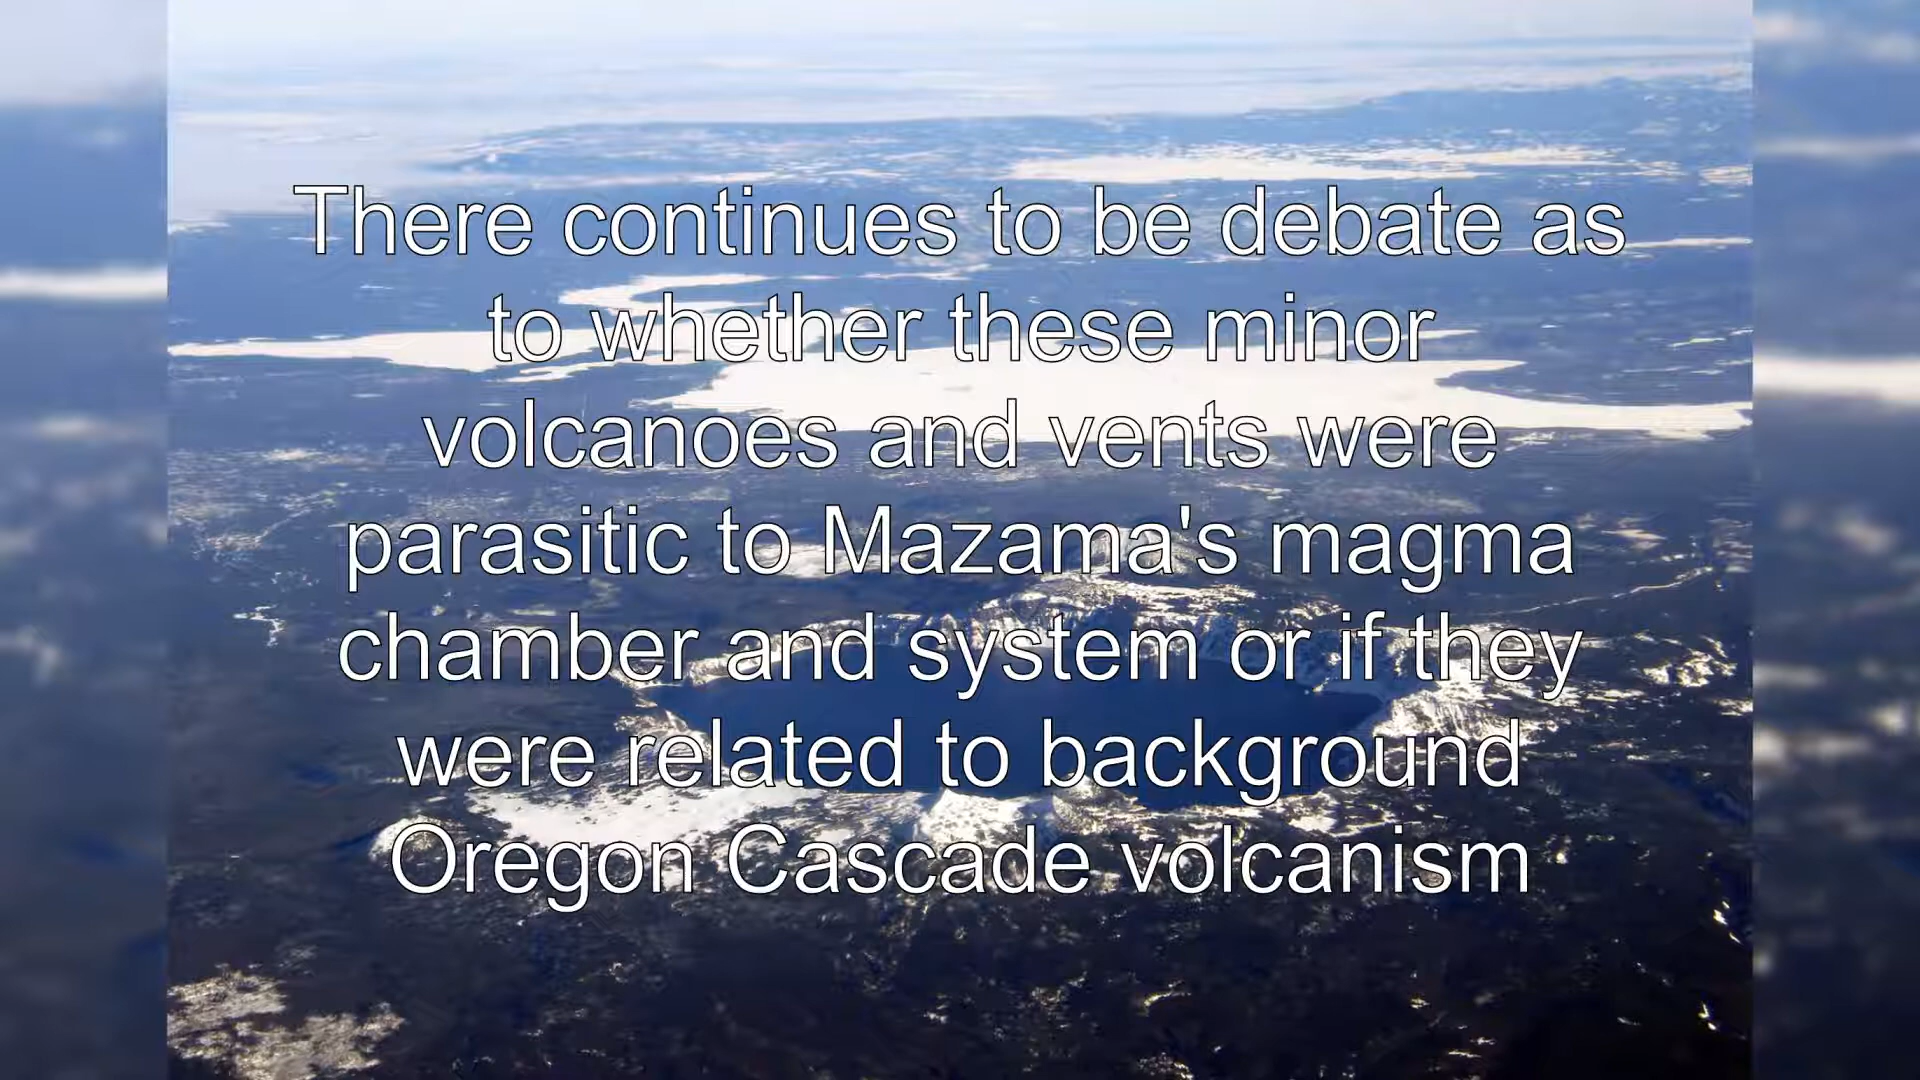 There continues to be debate as
to whether these minor
volcanoes and vents were
parasitic to Mazama's magma
chamber and system or if they
were related to background
Oregon Cascade volcanism